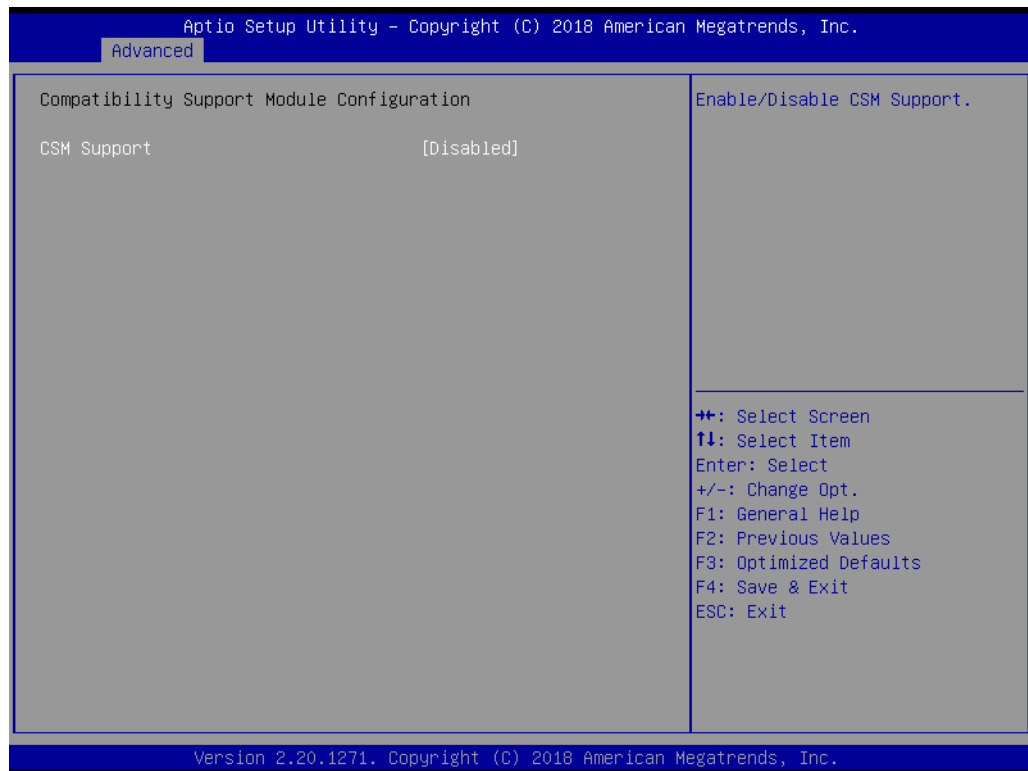 Aptio Setup Utility – Copyright (C) 2018 American Megatrends, Inc.
Advanced
Compatibility Support Module Configuration
CSM Support [Disabled]
Enable/Disable CSM Support.
→←: Select Screen
↑↓: Select Item
Enter: Select
+/-: Change Opt.
F1: General Help
F2: Previous Values
F3: Optimized Defaults
F4: Save & Exit
ESC: Exit
Version 2.20.1271. Copyright (C) 2018 American Megatrends, Inc.